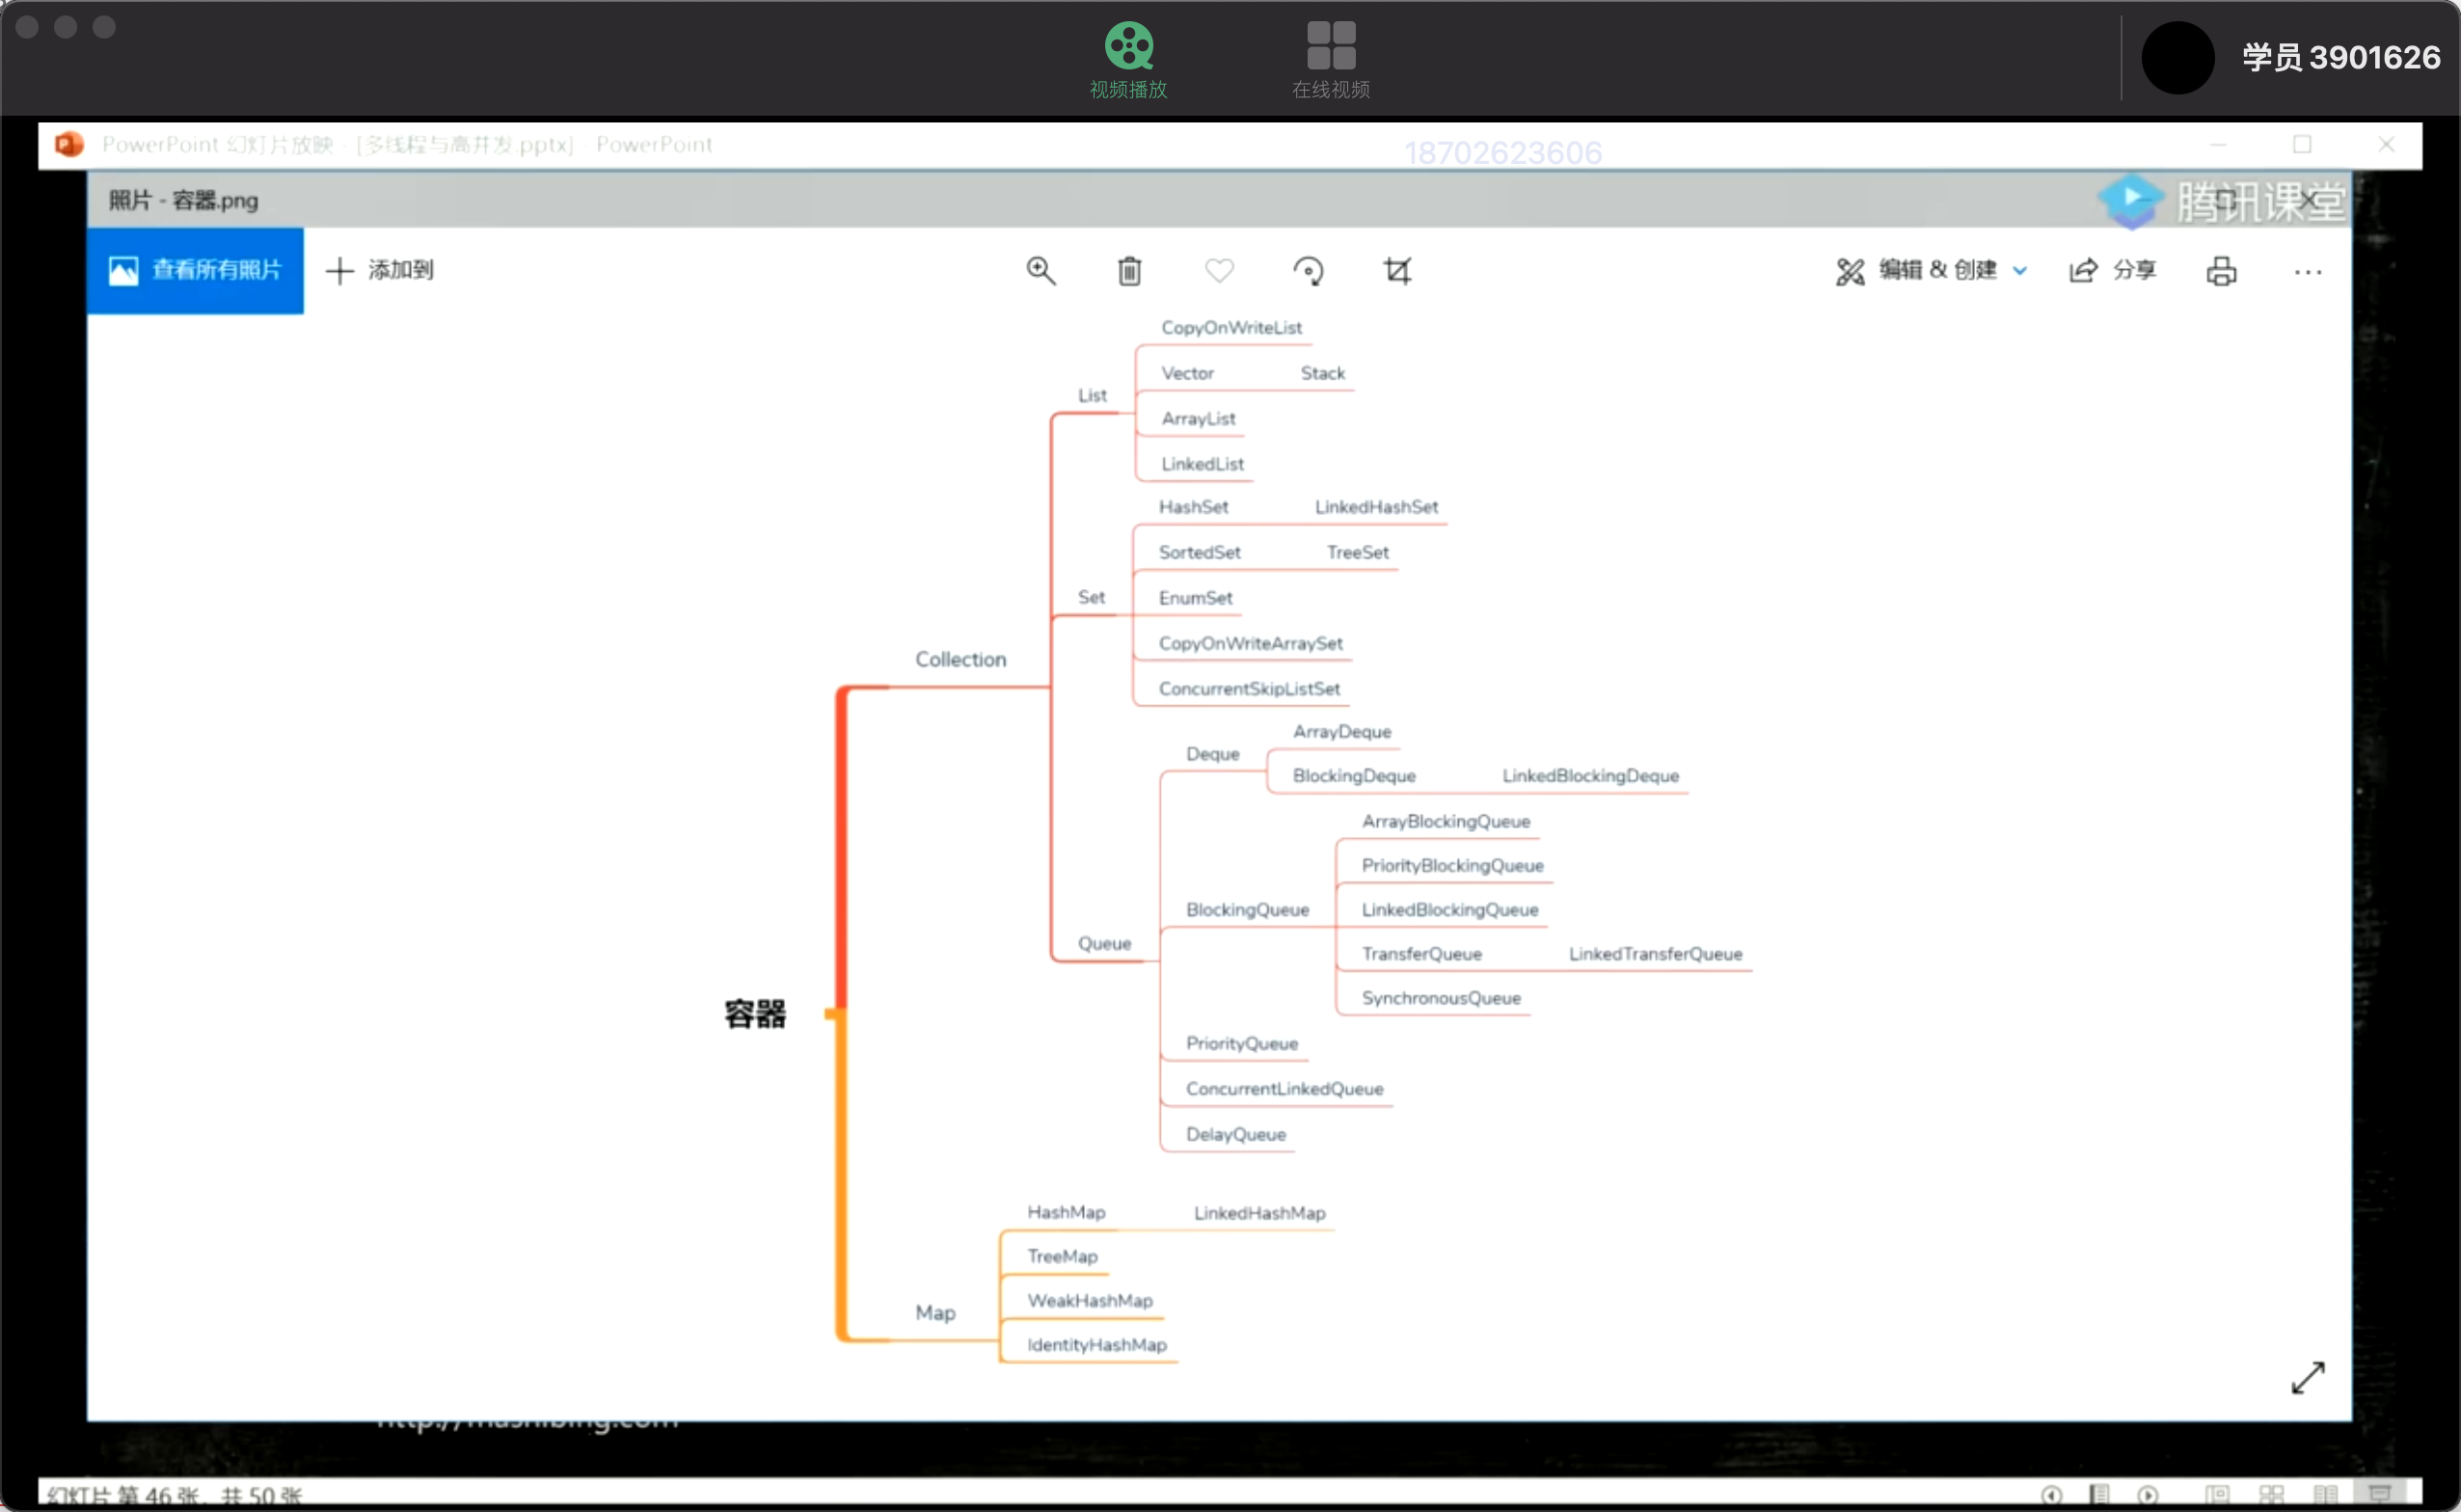 视频播放
在线视频
学员 3901626
PowerPoint 幻灯片放映 - [多线程与高并发.pptx] - PowerPoint
18702623606
照片 - 容器.png
腾讯课堂
查看所有照片
添加到
编辑 & 创建
分享
CopyOnWriteList
Vector Stack
List
ArrayList
LinkedList
HashSet LinkedHashSet
SortedSet TreeSet
Set
EnumSet
CopyOnWriteArraySet
Collection
ConcurrentSkipListSet
ArrayDeque
Deque
BlockingDeque LinkedBlockingDeque
ArrayBlockingQueue
PriorityBlockingQueue
BlockingQueue
LinkedBlockingQueue
Queue
TransferQueue LinkedTransferQueue
SynchronousQueue
容器
PriorityQueue
ConcurrentLinkedQueue
DelayQueue
HashMap LinkedHashMap
TreeMap
WeakHashMap
Map
IdentityHashMap
http://mashibing.com
幻灯片 第 46 张，共 50 张